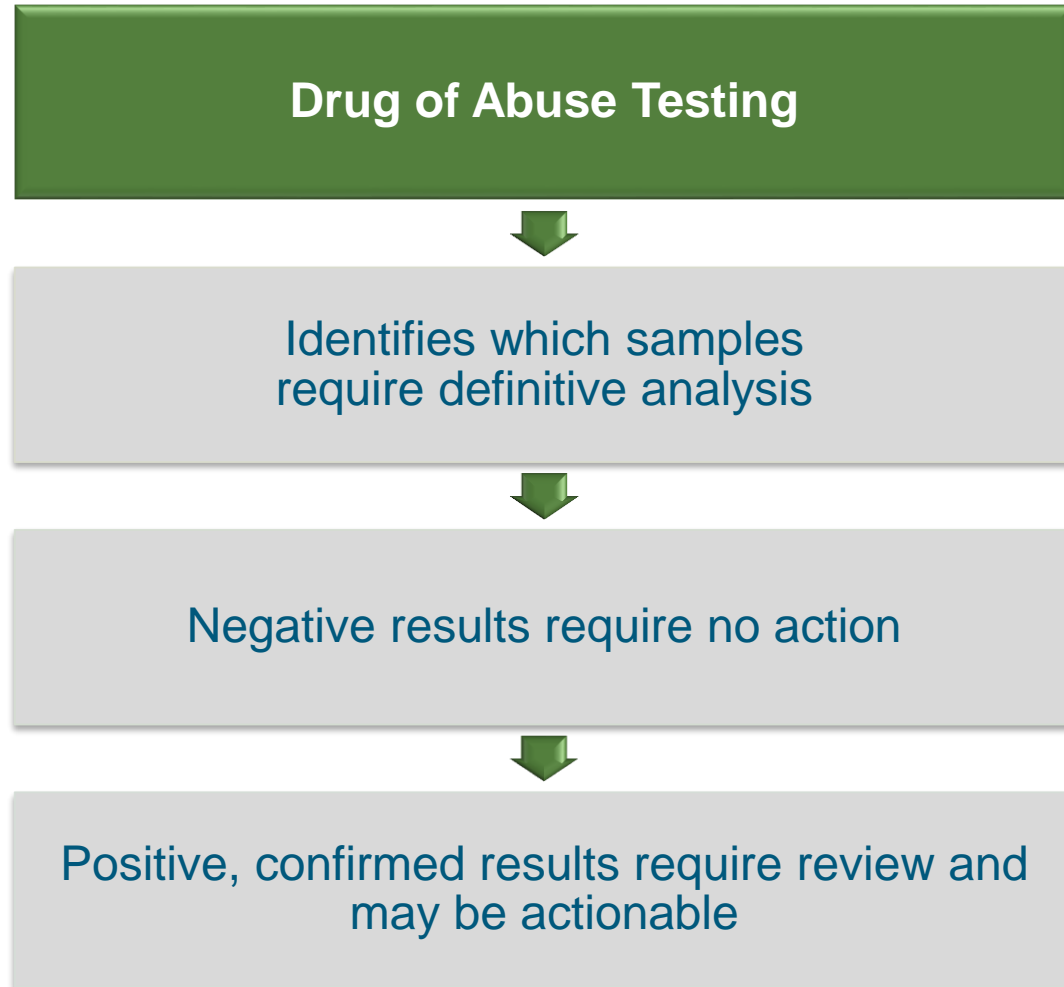 Drug of Abuse Testing
Identifies which samples
require definitive analysis
Negative results require no action
Positive, confirmed results require review and
may be actionable